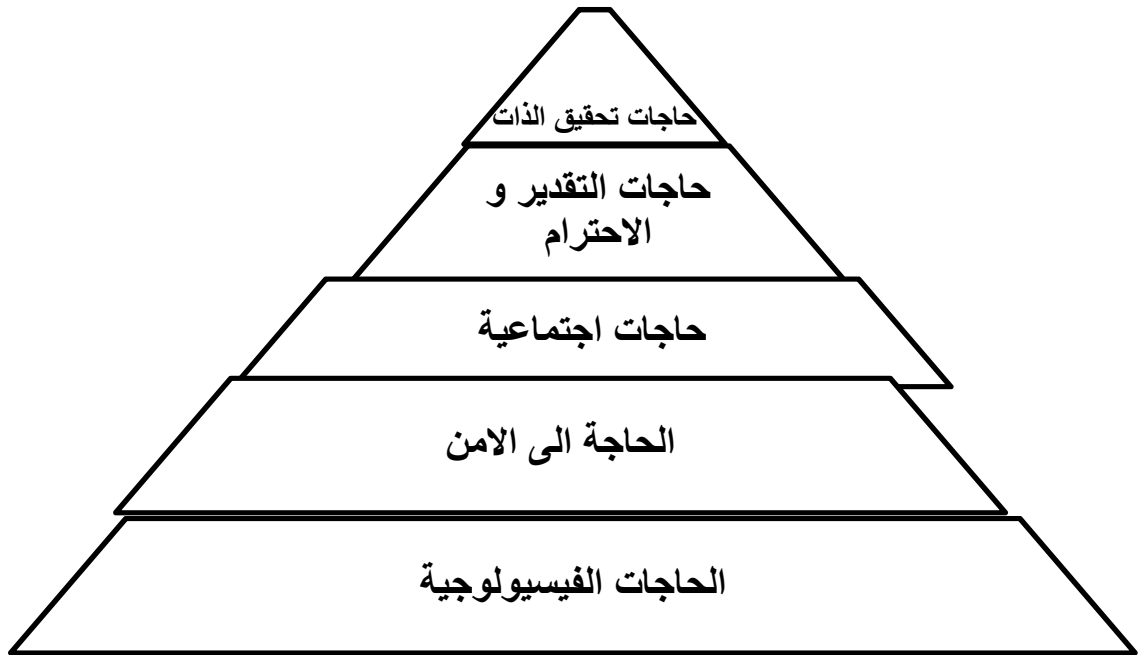 حاجات تحقيق الذات
حاجات التقدير و
الاحترام
حاجات اجتماعية
الحاجة الى الامن
الحاجات الفيسيولوجية